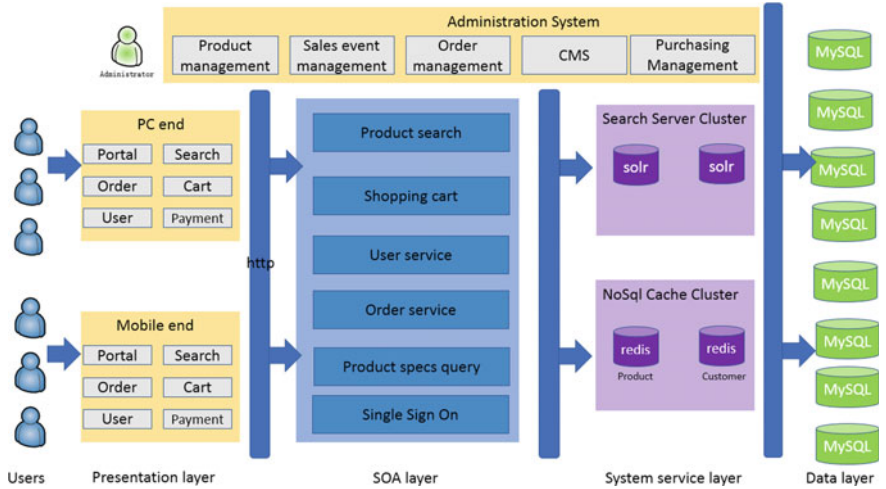 Administration System
Administrator
Product management
Sales event management
Order management
CMS
Purchasing Management
PC end
Portal
Search
Order
Cart
User
Payment
Mobile end
Portal
Search
Order
Cart
User
Payment
http
Product search
Shopping cart
User service
Order service
Product specs query
Single Sign On
Search Server Cluster
solr
solr
NoSql Cache Cluster
redis
redis
Product
Customer
MySQL
MySQL
MySQL
MySQL
MySQL
MySQL
MySQL
MySQL
Users
Presentation layer
SOA layer
System service layer
Data layer